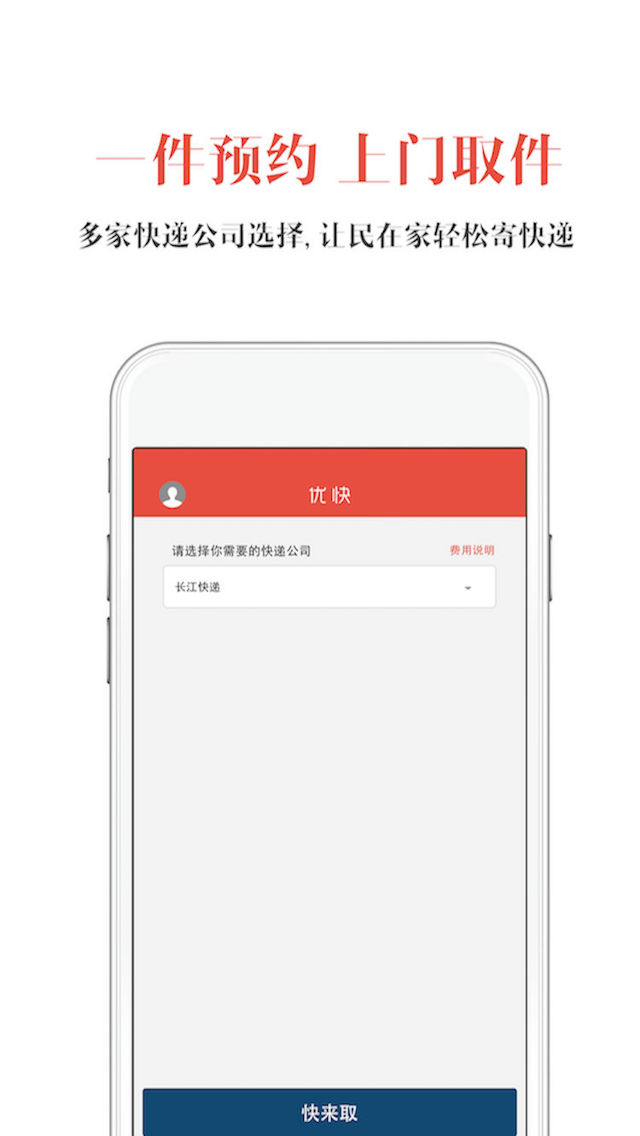 一件预约 上门取件
多家快递公司选择, 让民在家轻松寄快递
优快
请选择你需要的快递公司 费用说明
长江快递
快来取